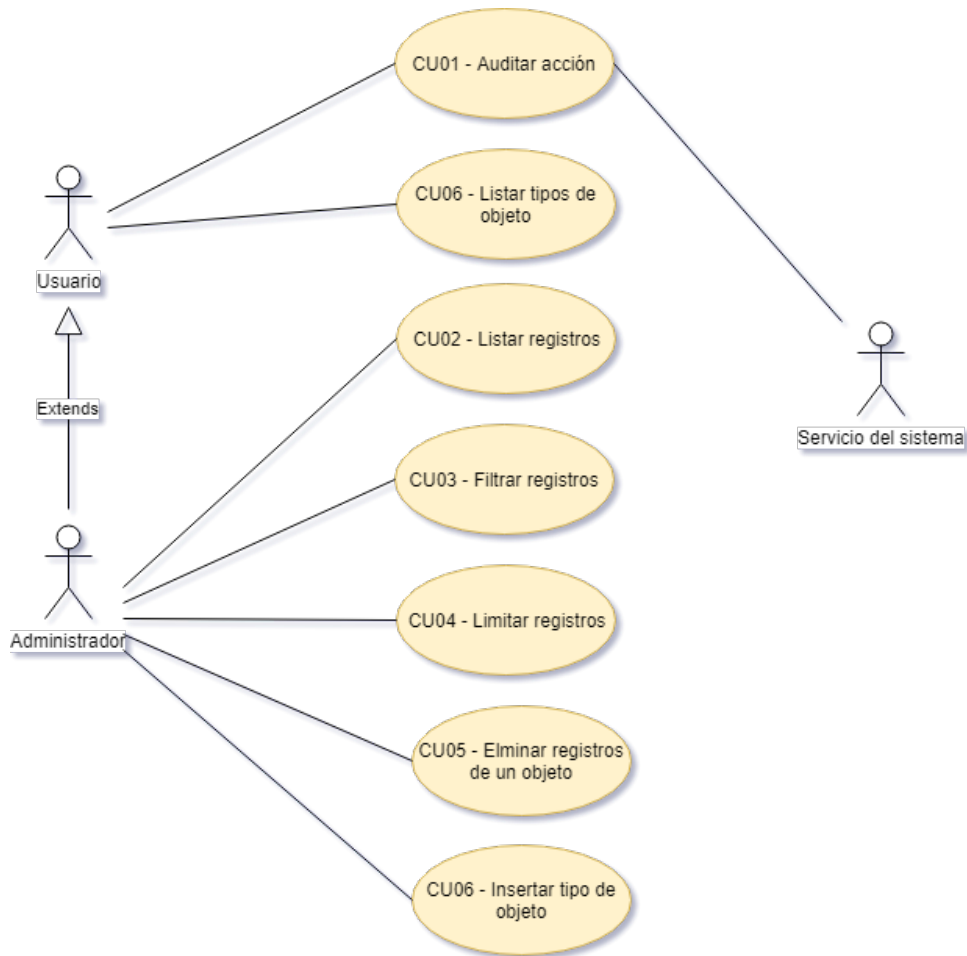 CU01 - Auditar acción
CU06 - Listar tipos de
objeto
Usuario
CU02 - Listar registros
Servicio del sistema
Extends
CU03 - Filtrar registros
CU04 - Limitar registros
Administrador
CU05 - Elminar registros
de un objeto
CU06 - Insertar tipo de
objeto